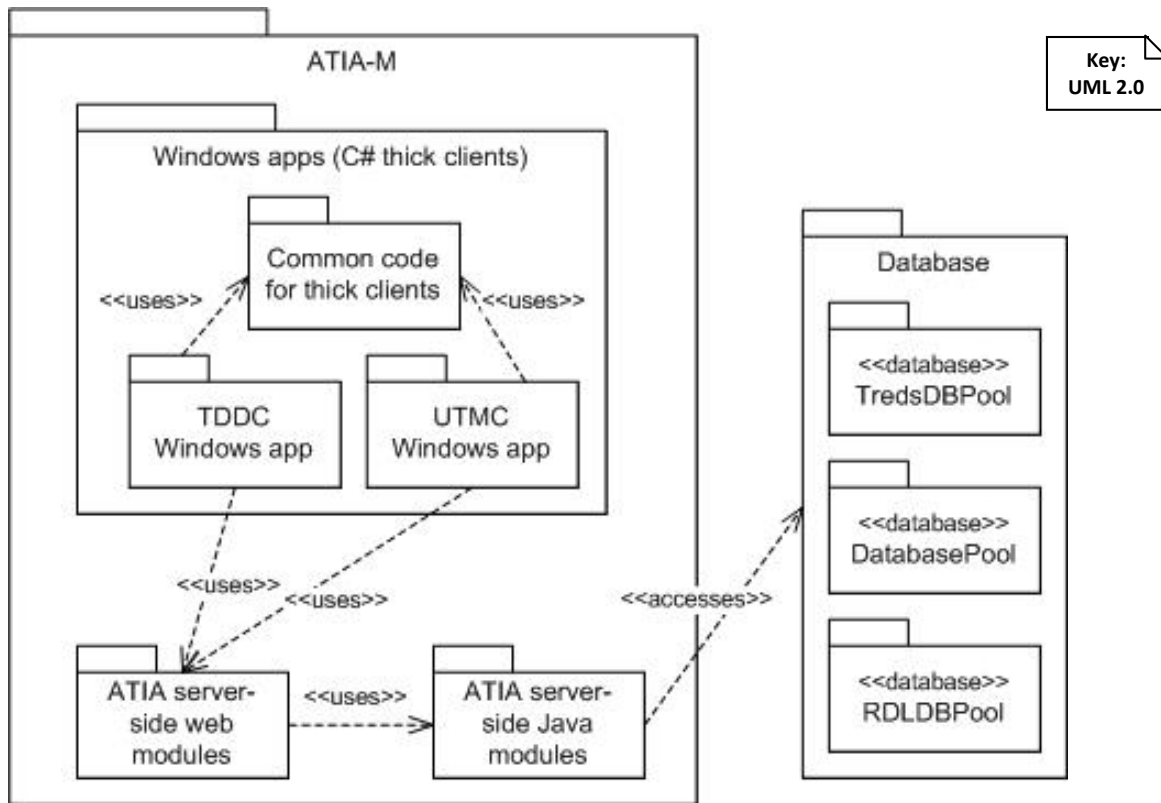 ATIA-M
Key:
UML 2.0
Windows apps (C# thick clients)
Common code
for thick clients
<<uses>>
<<uses>>
TDDC
Windows app
UTMC
Windows app
Database
<<database>>
TredsDBPool
<<database>>
DatabasePool
<<database>>
RDLDBPool
<<uses>>
<<uses>>
<<accesses>>
ATIA server-
side web
modules
<<uses>>
ATIA server-
side Java
modules